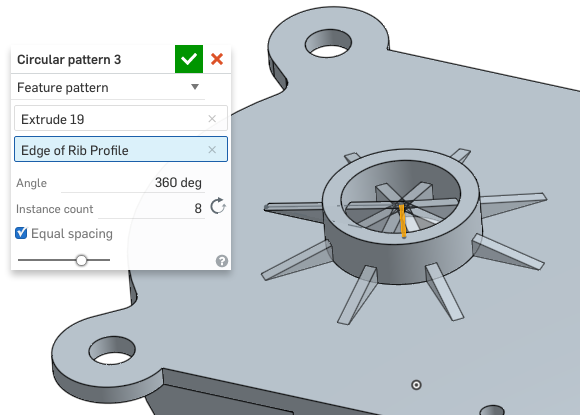 Circular pattern 3
Feature pattern
Extrude 19
Edge of Rib Profile
Angle 360 deg
Instance count 8
Equal spacing
?